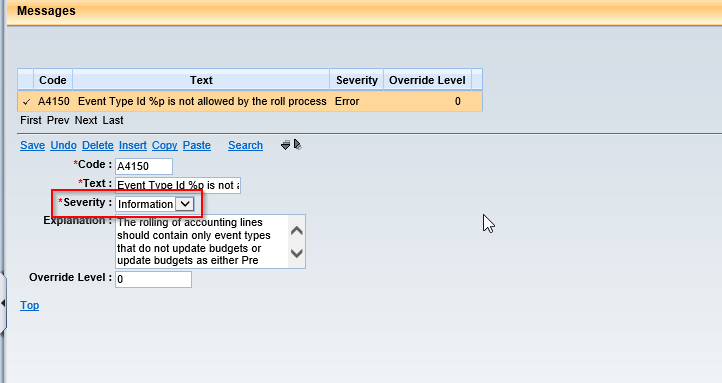 Messages
Code Text Severity Override Level
A4150 Event Type Id %p is not allowed by the roll process Error 0
First Prev Next Last
Save Undo Delete Insert Copy Paste Search
*Code : A4150
*Text : Event Type Id %p is not
*Severity : Information
Explanation : The rolling of accounting lines
should contain only event types
that do not update budgets or
update budgets as either Pre
Override Level : 0
Top